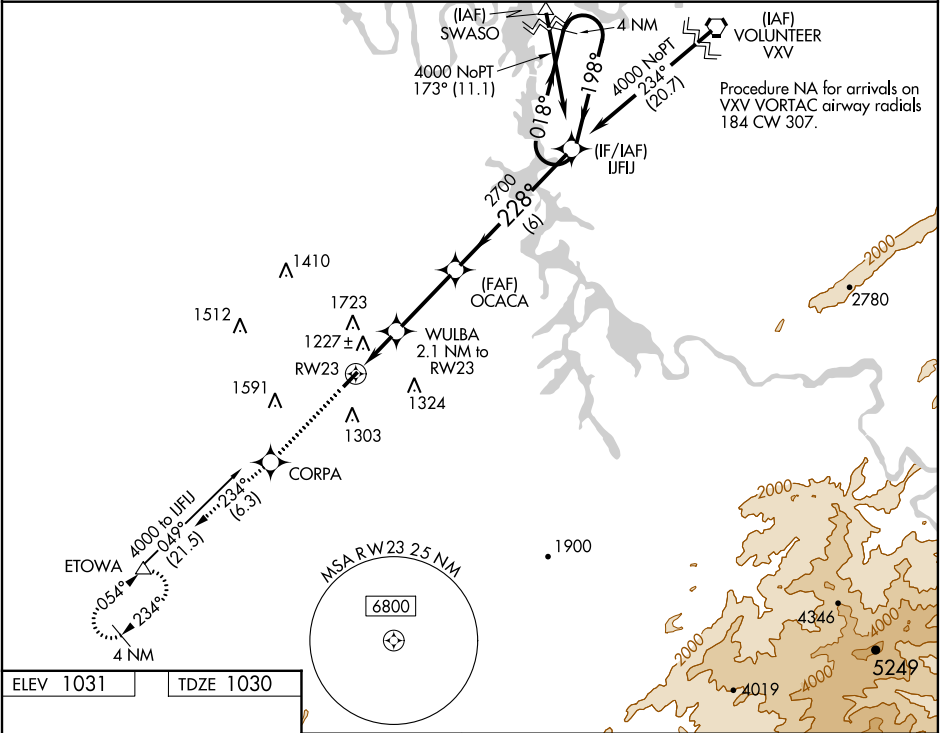 (IAF)
SWASO
4 NM
(IAF)
VOLUNTEER
VXV
4000 NoPT
173° (11.1)
018°
198°
4000 NoPT
234°
(20.7)
Procedure NA for arrivals on
VXV VORTAC airway radials
184 CW 307.
(IF/IAF)
IJFIJ
2700
228°
(6)
2000
2780
(FAF)
OCACA
1410
1512
1723
1227±
WULBA
2.1 NM to
RW23
RW23
1591
1324
1303
CORPA
4000 to IJFIJ
049°
(21.5)
234°
(6.3)
ETOWA
054°
234°
4 NM
MSA RW23 25 NM
6800
1900
2000
4346
4000
5249
2000
4000
4019
ELEV 1031
TDZE 1030